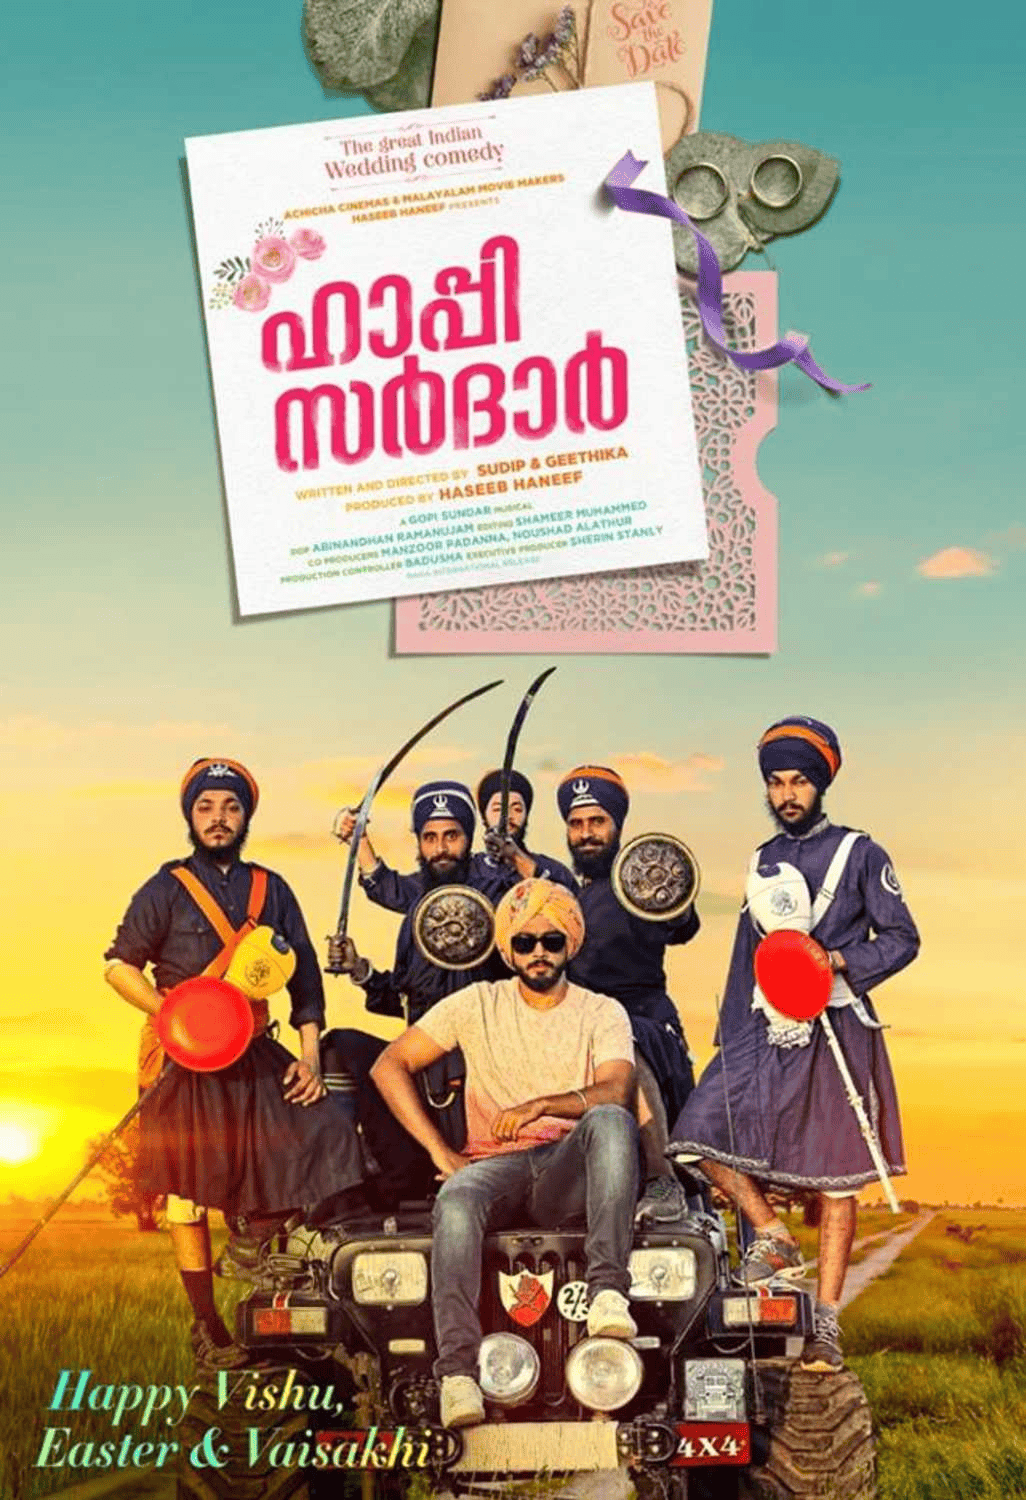 Save
the
Date
The great Indian
Wedding comedy
ACHICHA CINEMAS & MALAYALAM MOVIE MAKERS
HASEEB HANEEF PRESENTS
ഹാപ്പി
സർദാർ
WRITTEN AND DIRECTED BY SUDIP & GEETHIKA
PRODUCED BY HASEEB HANEEF
A GOPI SUNDAR MUSICAL
DOP ABINANDHAN RAMANUJAM EDITING SHAMEER MUHAMMED
CO PRODUCERS MANZOOR PADANNA, NOUSHAD ALATHUR
PRODUCTION CONTROLLER BADUSHA EXECUTIVE PRODUCER SHERIN STANLY
INTERNATIONAL RELEASE
Happy Vishu,
Easter & Vaisakhi
4X4